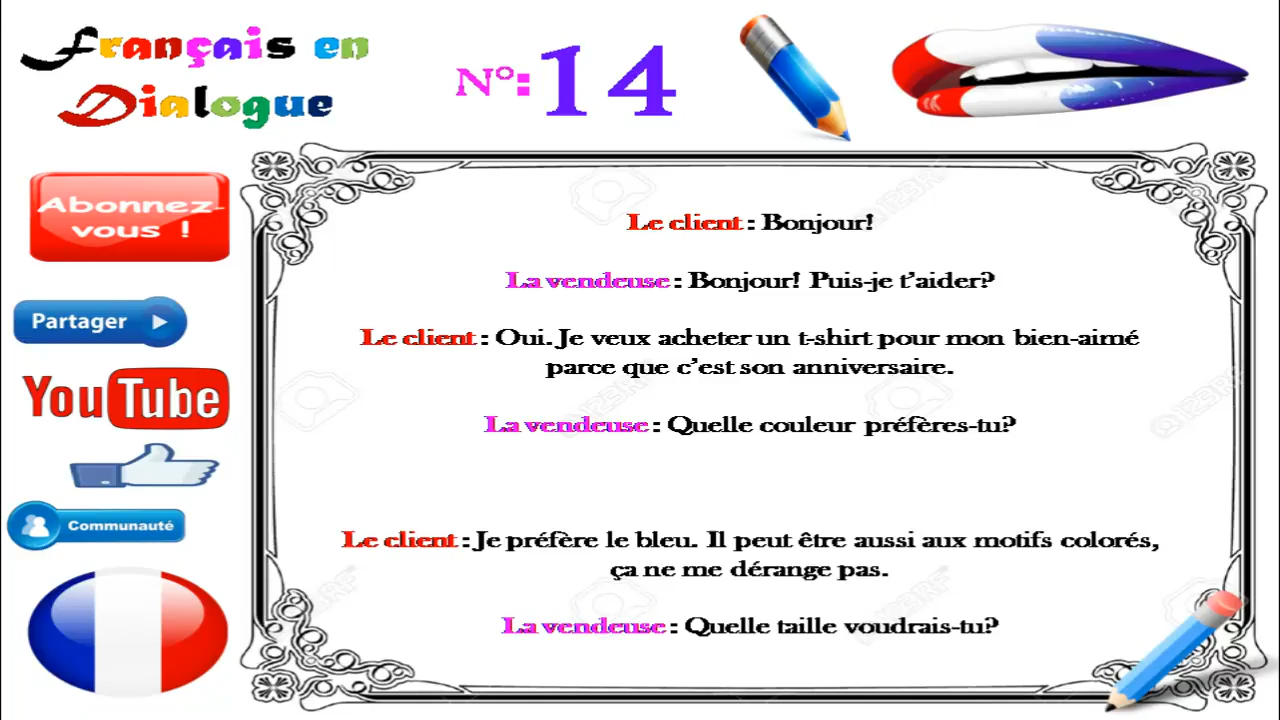 Français en
Dialogue
N°:14
Abonnez-
vous !
Partager
YouTube
Communauté
Le client : Bonjour!
La vendeuse : Bonjour! Puis-je t'aider?
Le client : Oui. Je veux acheter un t-shirt pour mon bien-aimé
parce que c'est son anniversaire.
La vendeuse : Quelle couleur préfères-tu?
Le client : Je préfère le bleu. Il peut être aussi aux motifs colorés,
ça ne me dérange pas.
La vendeuse : Quelle taille voudrais-tu?